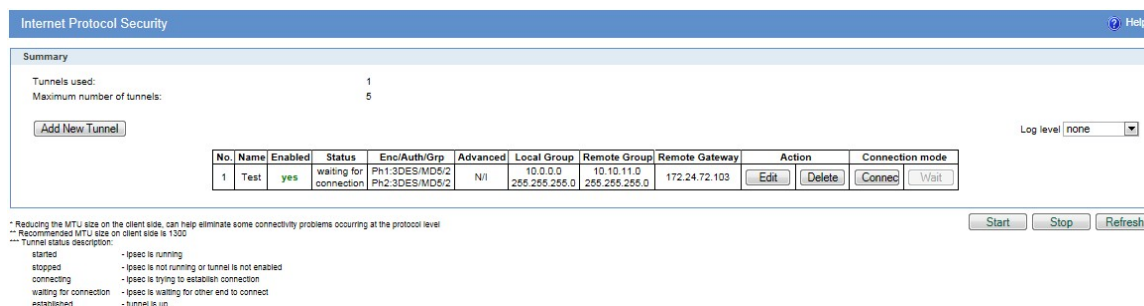 Internet Protocol Security
Help
Summary
Tunnels used: 1
Maximum number of tunnels: 5
Add New Tunnel
Log level none
No. Name Enabled Status Enc/Auth/Grp Advanced Local Group Remote Group Remote Gateway Action Connection mode
1 Test yes waiting for connection Ph1:3DES/MD5/2 Ph2:3DES/MD5/2 N/I 10.0.0.0 255.255.255.0 10.10.11.0 255.255.255.0 172.24.72.103 Edit Delete Connec Wait
Start Stop Refresh
* Reducing the MTU size on the client side, can help eliminate some connectivity problems occurring at the protocol level
** Recommended MTU size on client side is 1300
*** Tunnel status description:
started - Ipsec is running
stopped - Ipsec is not running or tunnel is not enabled
connecting - Ipsec is trying to establish connection
waiting for connection - Ipsec is waiting for other end to connect
established - tunnel is up